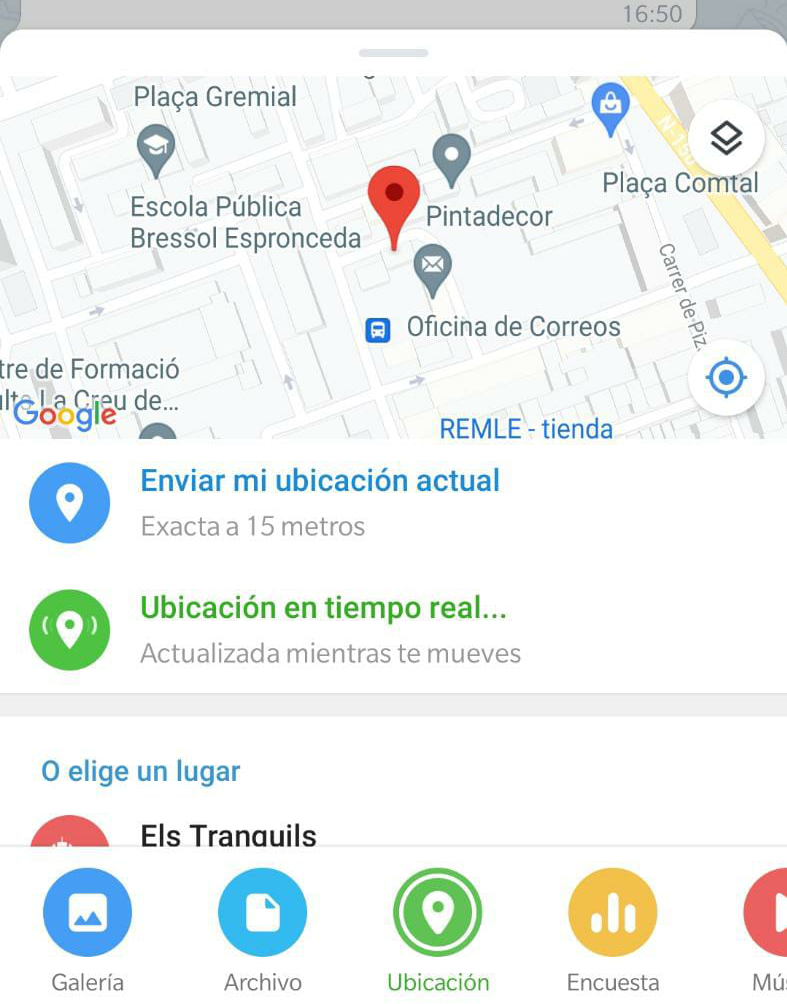 16:50
Plaça Gremial
N-150
Escola Pública
Bressol Espronceda
Pintadecor
Plaça Comtal
Oficina de Correos
Carrer de Piz
tre de Formació
La Creu de...
Google
REMLE - tienda
Enviar mi ubicación actual
Exacta a 15 metros
Ubicación en tiempo real...
Actualizada mientras te mueves
O elige un lugar
Els Tranquils
Galería
Archivo
Ubicación
Encuesta
Mú